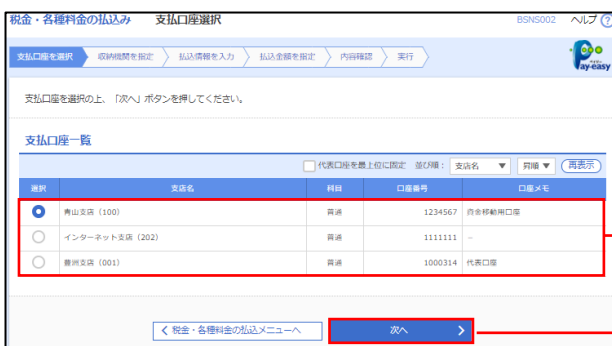 税金・各種料金の払込み 支払口座選択 BSNS002 ヘルプ ?
支払口座を選択 収納機関を指定 払込情報を入力 払込金額を指定 内容確認 実行
Pay-easy
支払口座を選択の上、「次へ」ボタンを押してください。
支払口座一覧
代表口座を最上位に固定 並び順： 支店名 ▼ 昇順 ▼ 再表示
選択 支店名 科目 口座番号 口座メモ
青山支店（100） 普通 1234567 資金移動用口座
インターネット支店（202） 普通 1111111 －
豊洲支店（001） 普通 1000314 代表口座
税金・各種料金の払込メニューへ 次へ